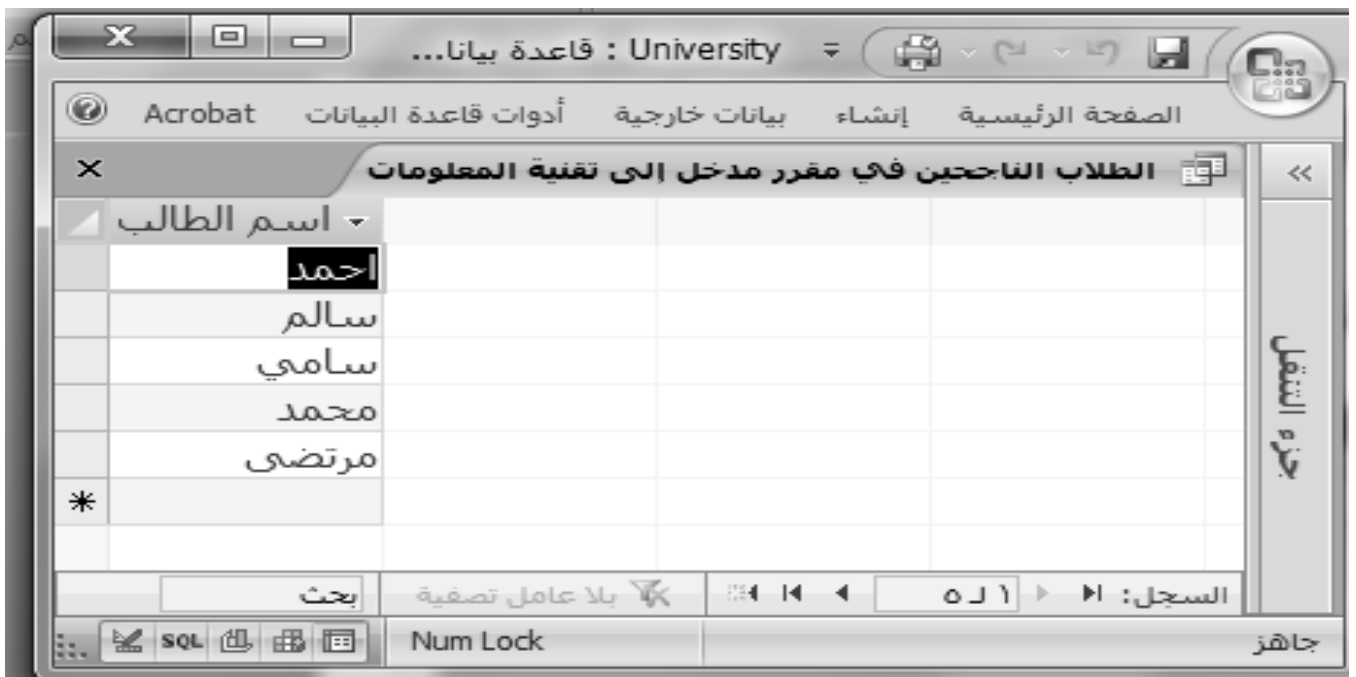 University : قاعدة بيانا...
الصفحة الرئيسية إنشاء بيانات خارجية أدوات قاعدة البيانات Acrobat
الطلاب الناجحين في مقرر مدخل إلى تقنية المعلومات
اسم الطالب
احمد
سالم
سامي
محمد
مرتضى
جزء التنقل
السجل: ١ لـ ٥ بلا عامل تصفية بحث
جاهز Num Lock SQL